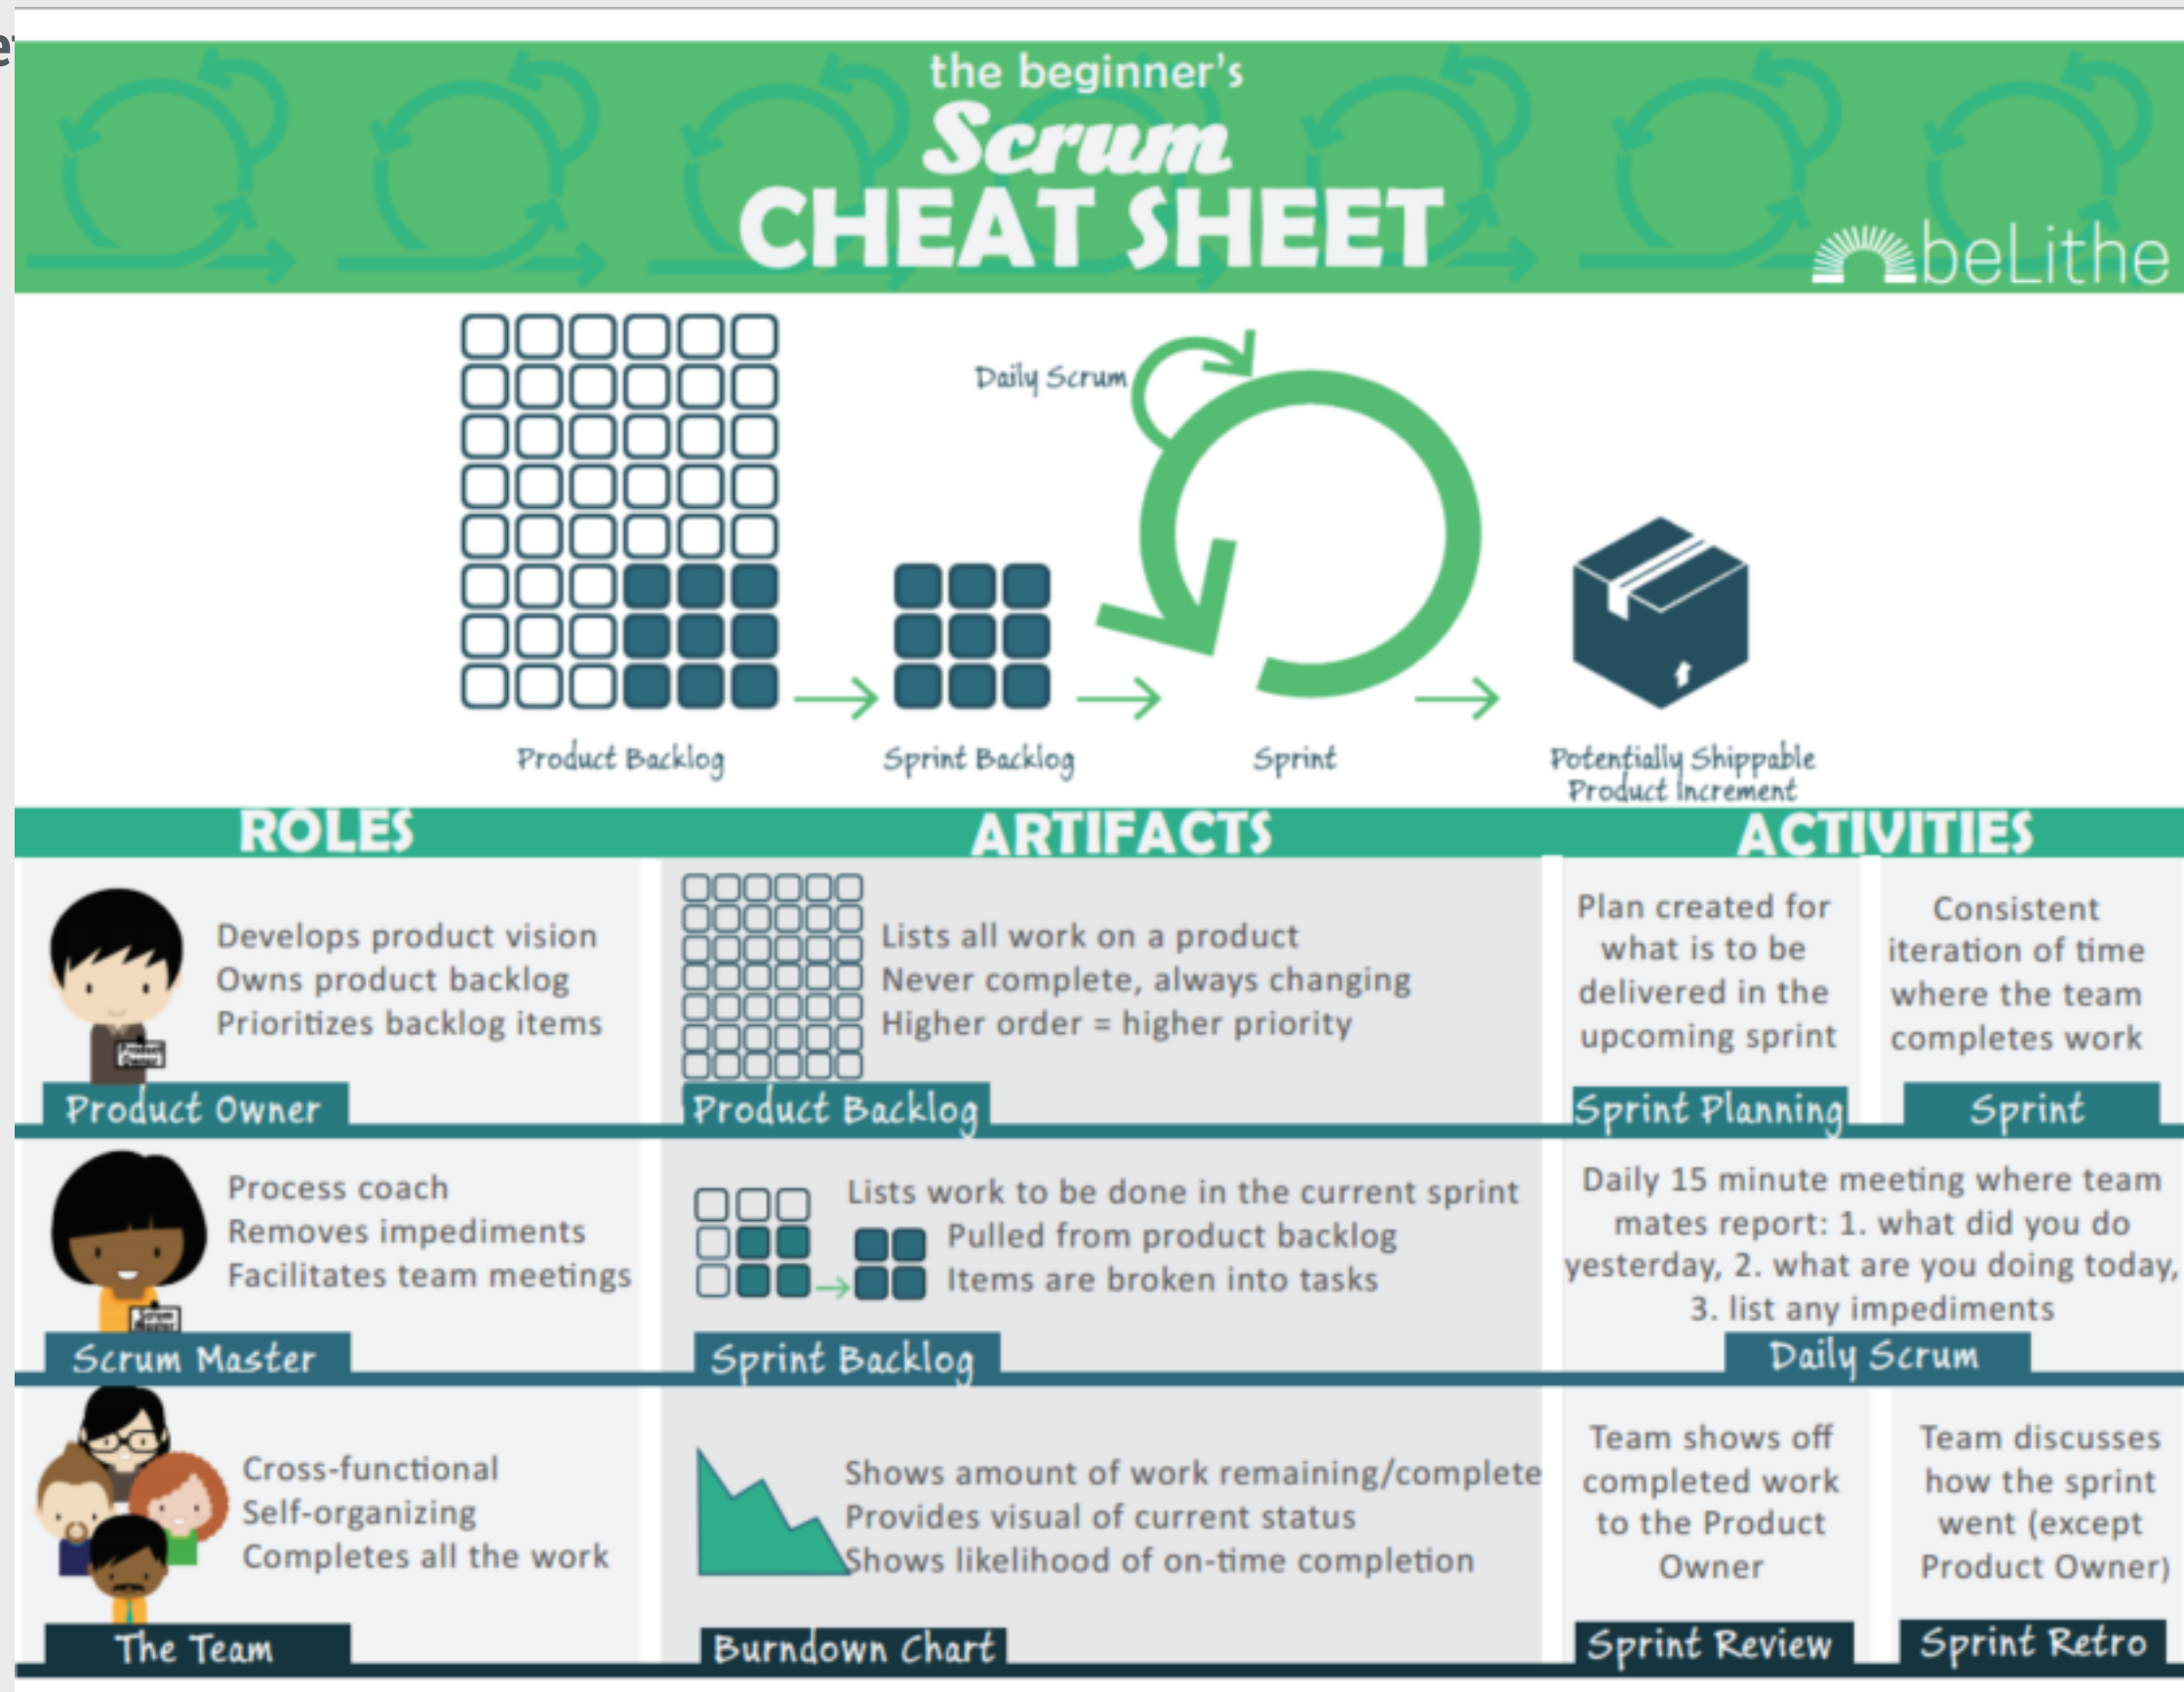 the beginner's
Scrum
CHEAT SHEET
beLithe
Daily Scrum
Product Backlog
Sprint Backlog
Sprint
Potentially Shippable
Product Increment
ROLES
ARTIFACTS
ACTIVITIES
Develops product vision
Owns product backlog
Prioritizes backlog items
Product Owner
Product Owner
Lists all work on a product
Never complete, always changing
Higher order = higher priority
Product Backlog
Plan created for
what is to be
delivered in the
upcoming sprint
Sprint Planning
Consistent
iteration of time
where the team
completes work
Sprint
Process coach
Removes impediments
Facilitates team meetings
Scrum Master
Scrum Master
Lists work to be done in the current sprint
Pulled from product backlog
Items are broken into tasks
Sprint Backlog
Daily 15 minute meeting where team
mates report: 1. what did you do
yesterday, 2. what are you doing today,
3. list any impediments
Daily Scrum
Cross-functional
Self-organizing
Completes all the work
The Team
Shows amount of work remaining/complete
Provides visual of current status
Shows likelihood of on-time completion
Burndown Chart
Team shows off
completed work
to the Product
Owner
Sprint Review
Team discusses
how the sprint
went (except
Product Owner)
Sprint Retro